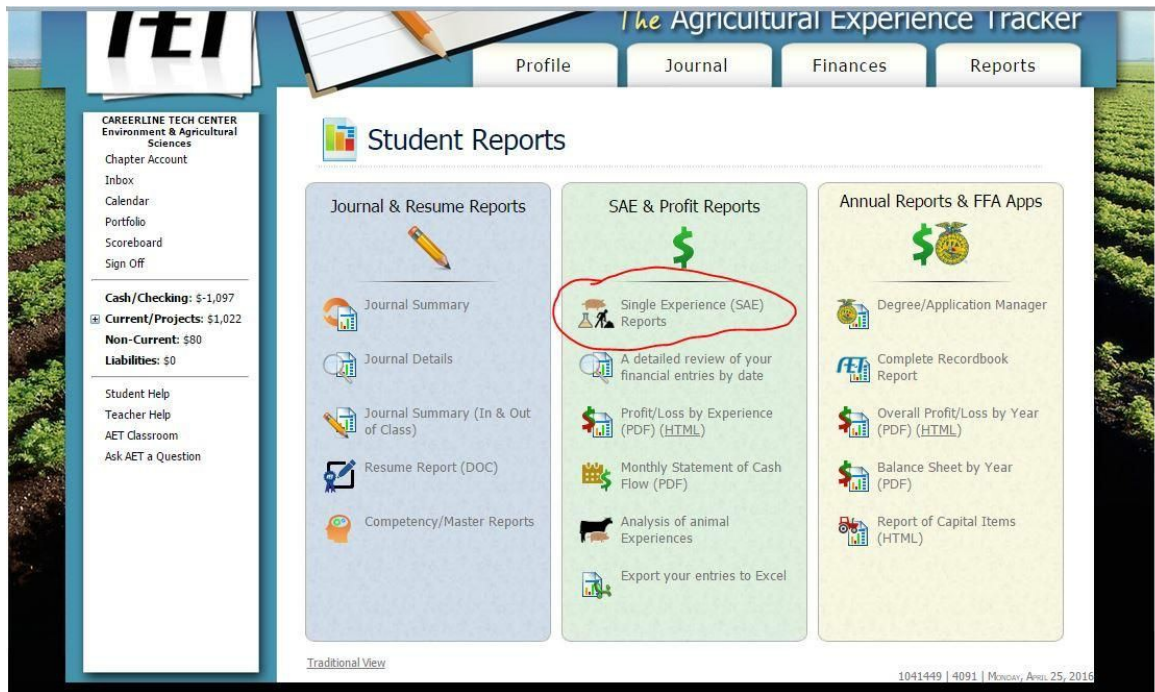 AET
The Agricultural Experience Tracker
Profile
Journal
Finances
Reports
CAREERLINE TECH CENTER
Environment & Agricultural
Sciences
Chapter Account
Inbox
Calendar
Portfolio
Scoreboard
Sign Off
Cash/Checking: $-1,097
Current/Projects: $1,022
Non-Current: $80
Liabilities: $0
Student Help
Teacher Help
AET Classroom
Ask AET a Question
Student Reports
Journal & Resume Reports
Journal Summary
Journal Details
Journal Summary (In & Out
of Class)
Resume Report (DOC)
Competency/Master Reports
SAE & Profit Reports
$
Single Experience (SAE)
Reports
A detailed review of your
financial entries by date
Profit/Loss by Experience
(PDF) (HTML)
Monthly Statement of Cash
Flow (PDF)
Analysis of animal
Experiences
Export your entries to Excel
Annual Reports & FFA Apps
$
Degree/Application Manager
AET
Complete Recordbook
Report
Overall Profit/Loss by Year
(PDF) (HTML)
Balance Sheet by Year
(PDF)
Report of Capital Items
(HTML)
Traditional View
1041449 | 4091 | Monday, April 25, 2016